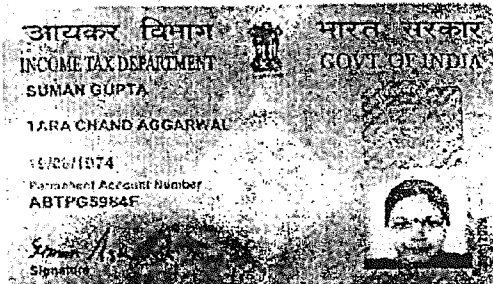 आयकर विभाग
भारत सरकार
INCOME TAX DEPARTMENT
GOVT. OF INDIA
SUMAN GUPTA
TARA CHAND AGGARWAL
/1974
Permanent Account Number
ABTPG5984F
Signature